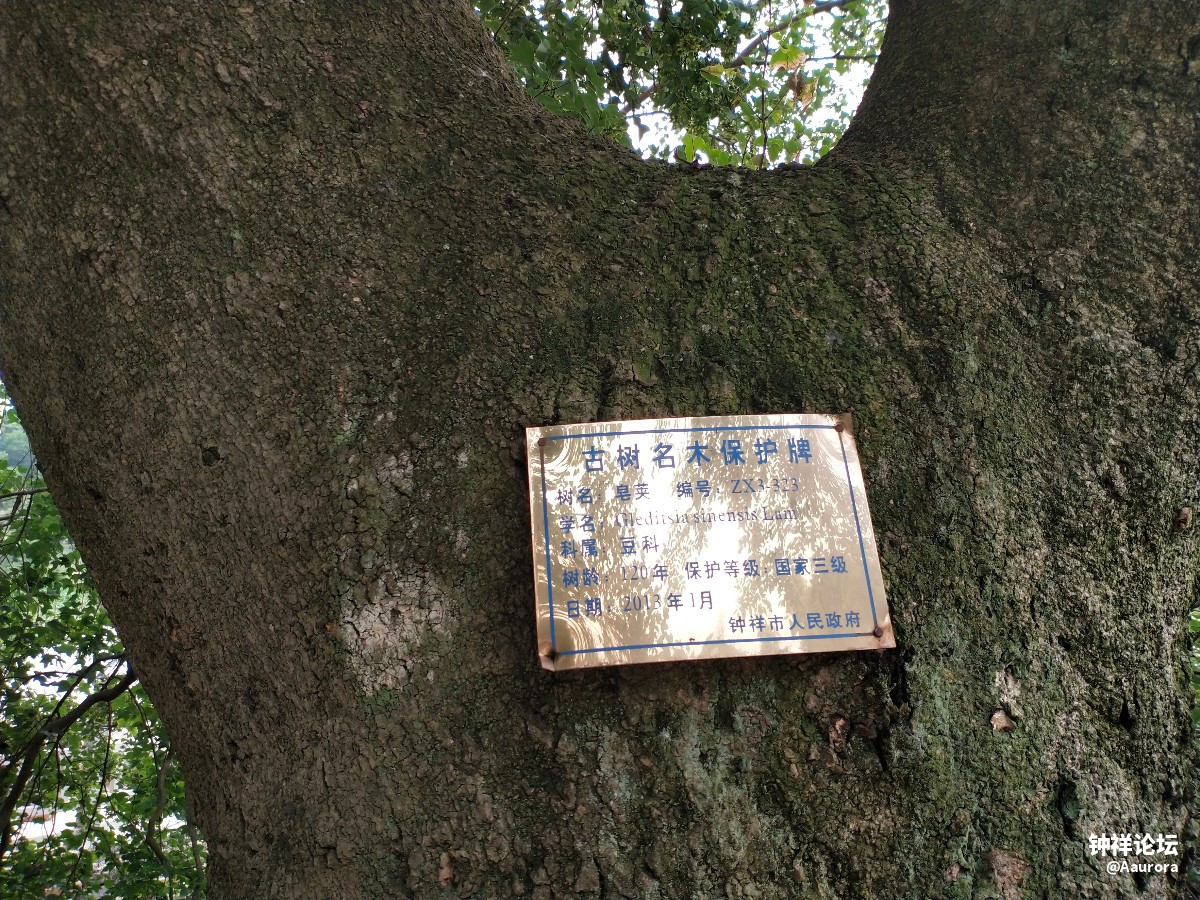 古树名木保护牌
树名：皂荚 编号：ZX3-323
学名：Gleditsia sinensis Lam
科属：豆科
树龄：120年 保护等级：国家三级
日期：2013年1月
钟祥市人民政府
钟祥论坛
@Aaurora